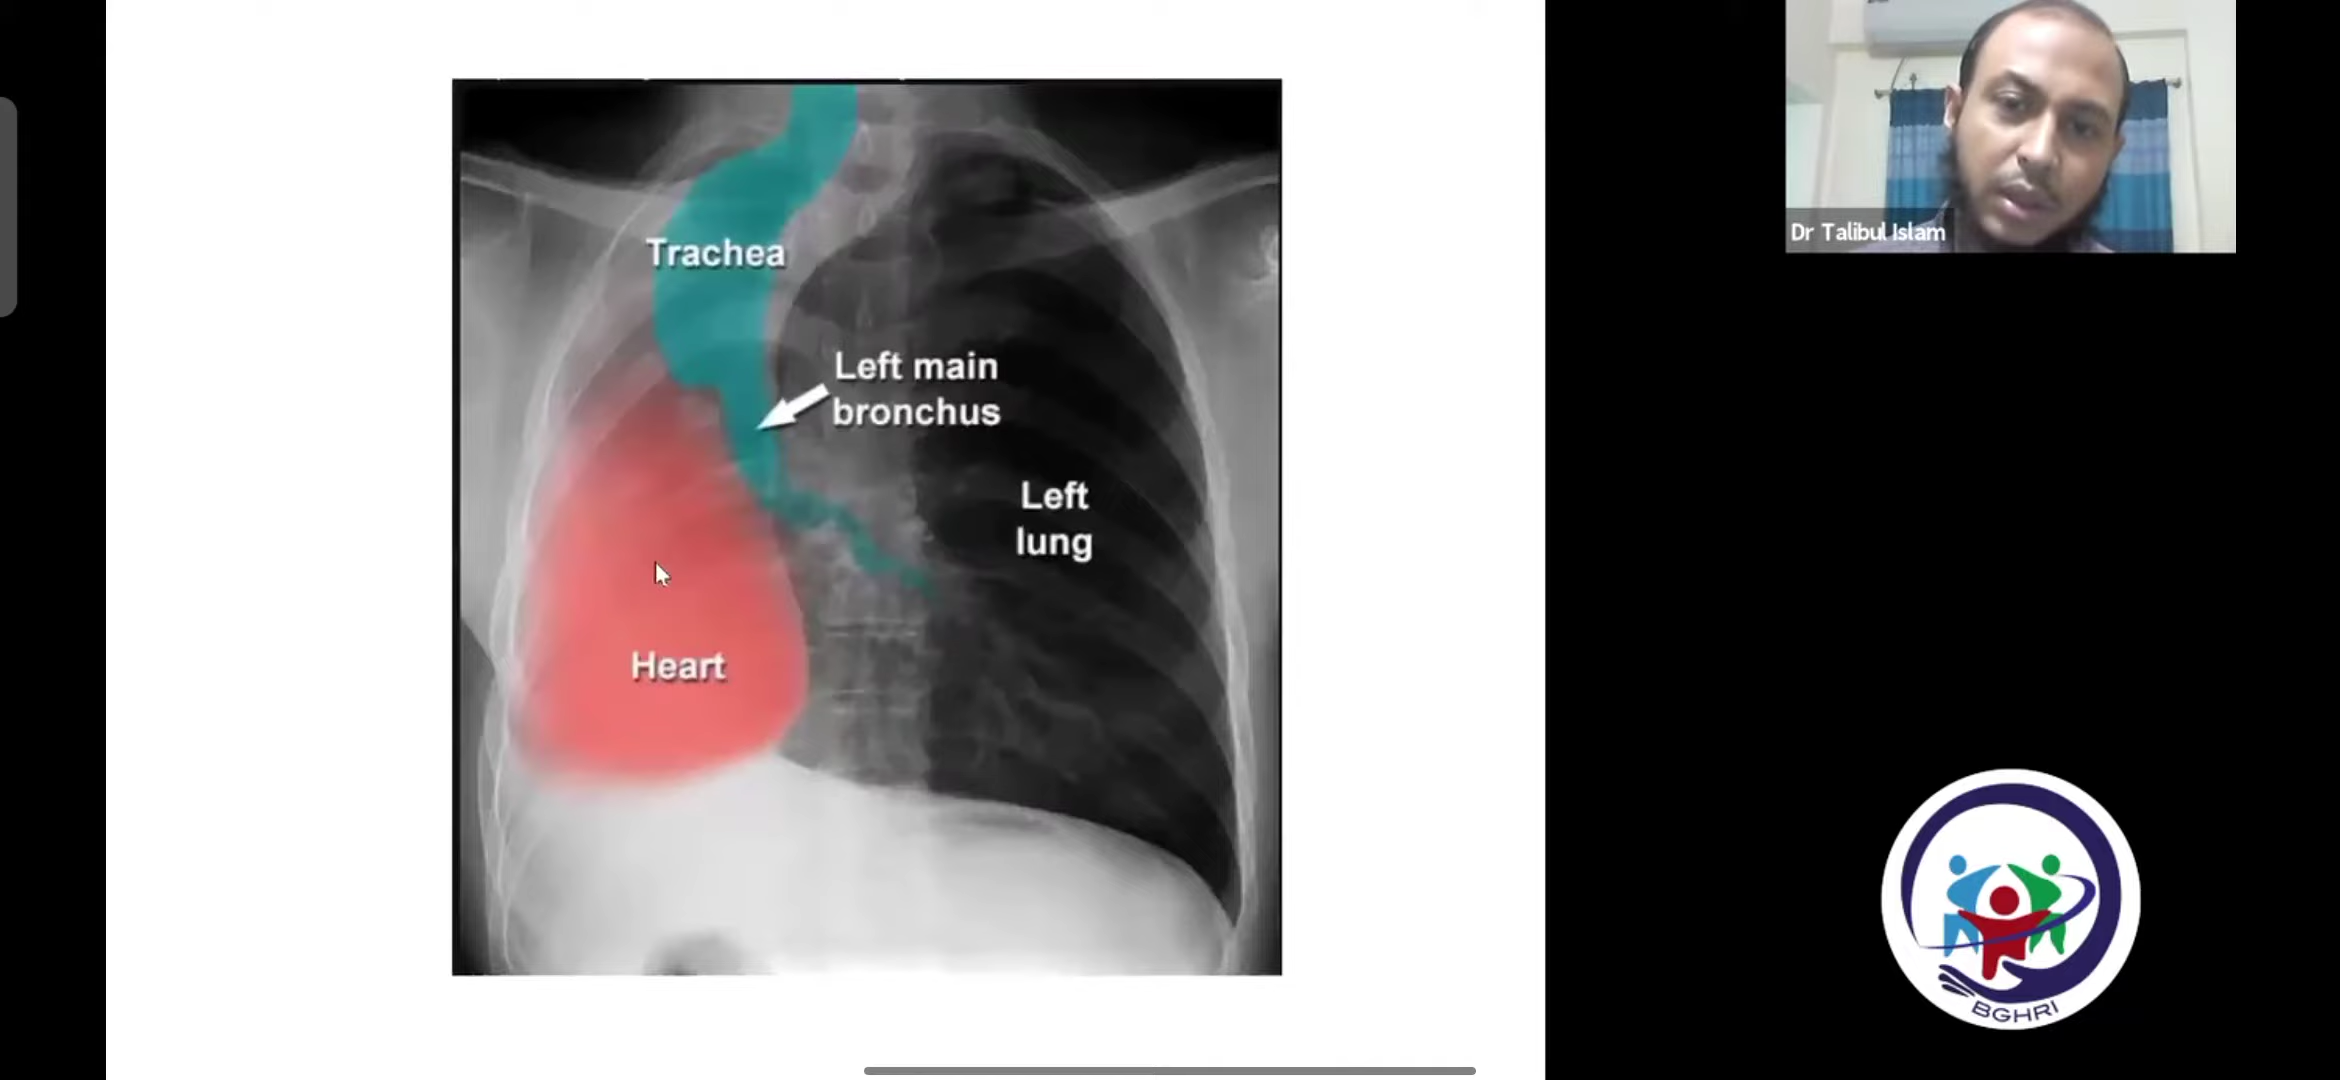 Trachea
Left main
bronchus
Left
lung
Heart
Dr Talibul Islam
BGHRI